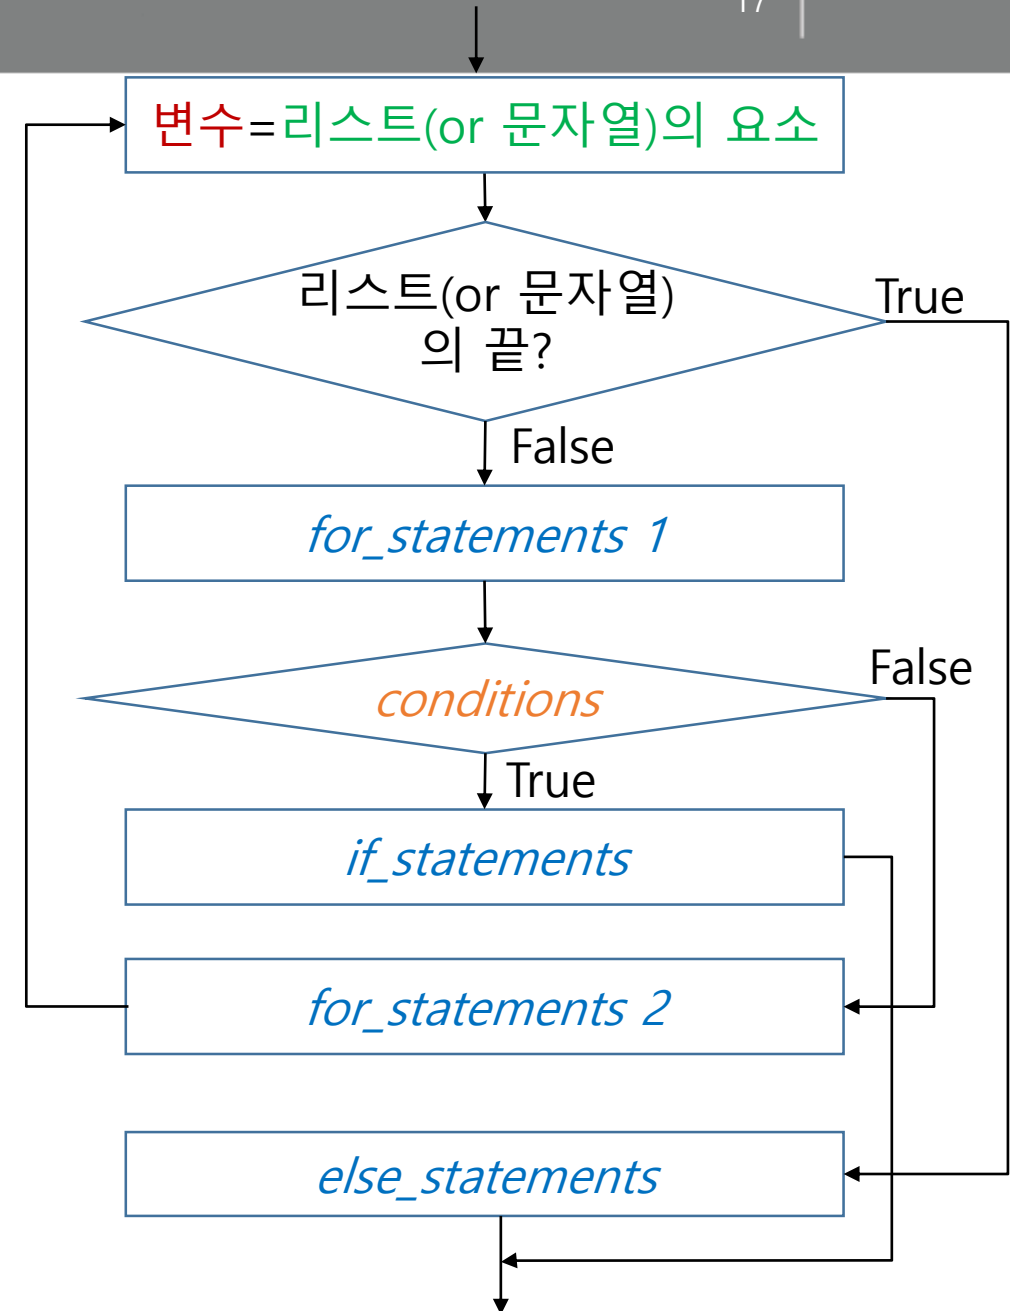 17
변수=리스트(or 문자열)의 요소
리스트(or 문자열)
의 끝?
True
False
for_statements 1
conditions
False
True
if_statements
for_statements 2
else_statements